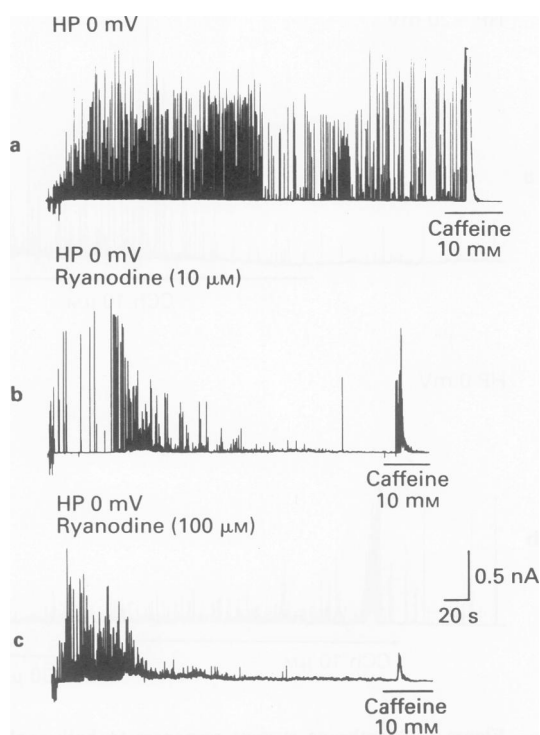 HP 0 mV
a
Caffeine
10 mM
HP 0 mV
Ryanodine (10 μM)
b
Caffeine
10 mM
HP 0 mV
Ryanodine (100 μM)
0.5 nA
20 s
c
Caffeine
10 mM